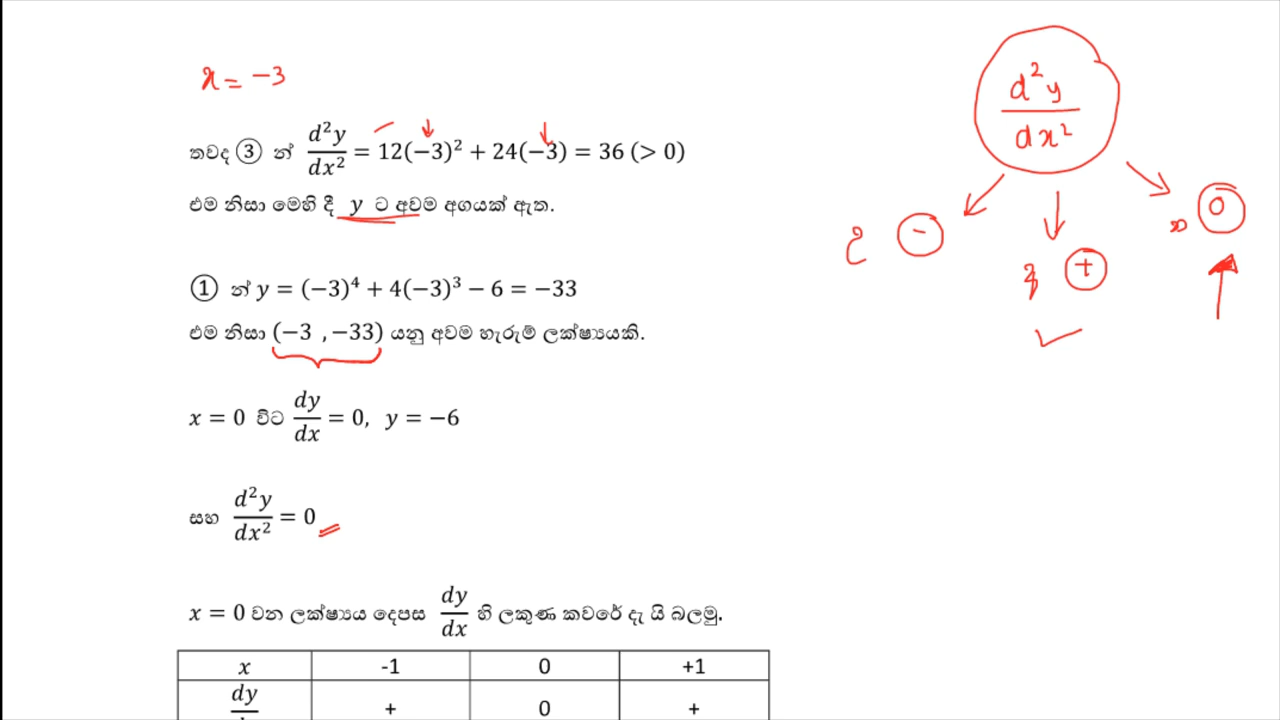 x = -3
තවද ③ න් d²y/dx² = 12(−3)² + 24(−3) = 36 (> 0)
එම නිසා මෙහි දී y ට අවම අගයක් ඇත.
① න් y = (−3)⁴ + 4(−3)³ − 6 = −33
එම නිසා (−3 , −33) යනු අවම හැරුම් ලක්ෂ්‍යයකි.
x = 0 විට dy/dx = 0, y = −6
සහ d²y/dx² = 0
x = 0 වන ලක්ෂ්‍යය දෙපස dy/dx හි ලකුණ කවරේ දැ යි බලමු.
x -1 0 +1
dy + 0 +
d²y/dx²
−
+
0